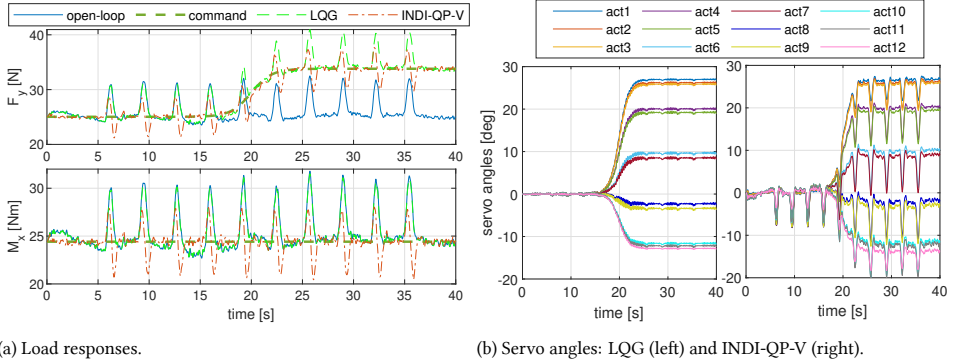 open-loop command LQG INDI-QP-V
40
30
20
F_y [N]
0 5 10 15 20 25 30 35 40
30
25
20
M_x [Nm]
0 5 10 15 20 25 30 35 40
time [s]
(a) Load responses.
act1 act4 act7 act10
act2 act5 act8 act11
act3 act6 act9 act12
30
20
10
0
-10
-20
servo angles [deg]
0 10 20 30 40
time [s]
30
20
10
0
-10
-20
0 10 20 30 40
time [s]
(b) Servo angles: LQG (left) and INDI-QP-V (right).